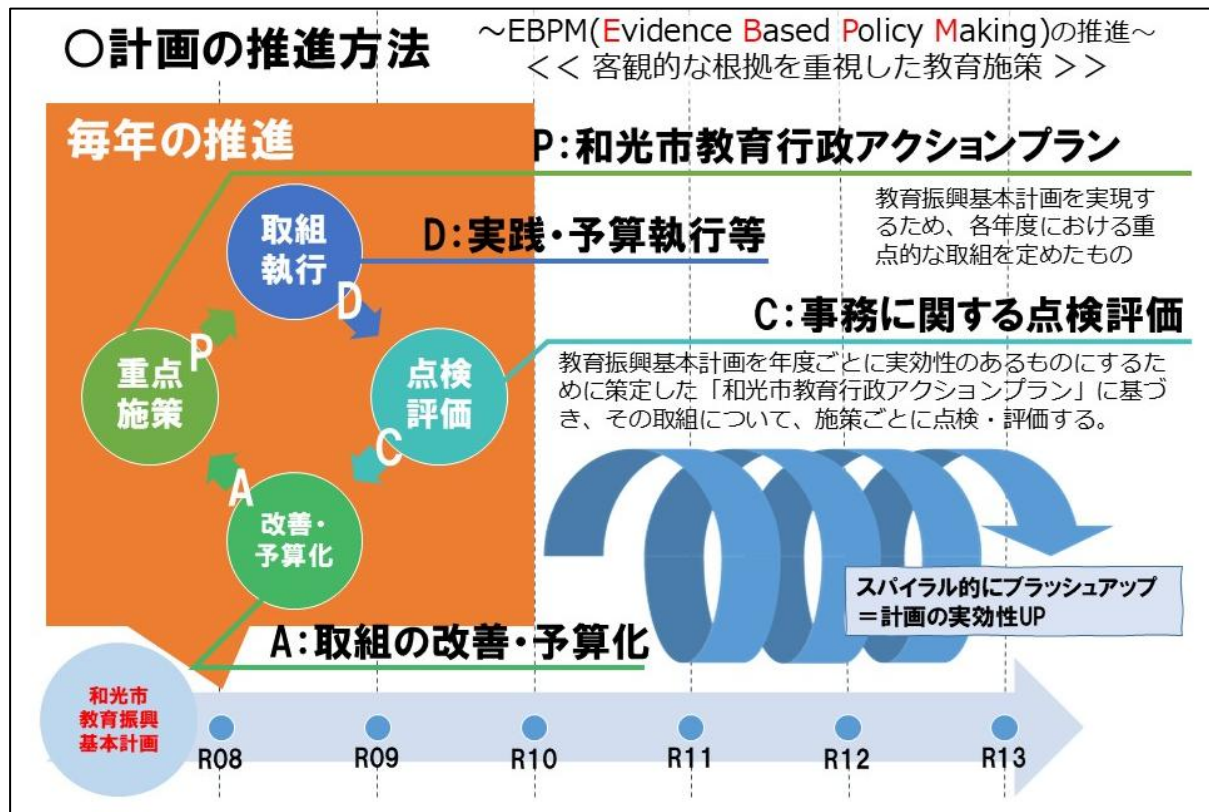 〇計画の推進方法
～EBPM(Evidence Based Policy Making)の推進～
<< 客観的な根拠を重視した教育施策 >>
毎年の推進
P:和光市教育行政アクションプラン
教育振興基本計画を実現す
るため、各年度における重
点的な取組を定めたもの
取組
執行
D:実践・予算執行等
D
C:事務に関する点検評価
P
重点
施策
点検
評価
教育振興基本計画を年度ごとに実効性のあるものにするた
めに策定した「和光市教育行政アクションプラン」に基づ
き、その取組について、施策ごとに点検・評価する。
C
A
改善・
予算化
スパイラル的にブラッシュアップ
＝計画の実効性UP
A:取組の改善・予算化
和光市
教育振興
基本計画
R08
R09
R10
R11
R12
R13